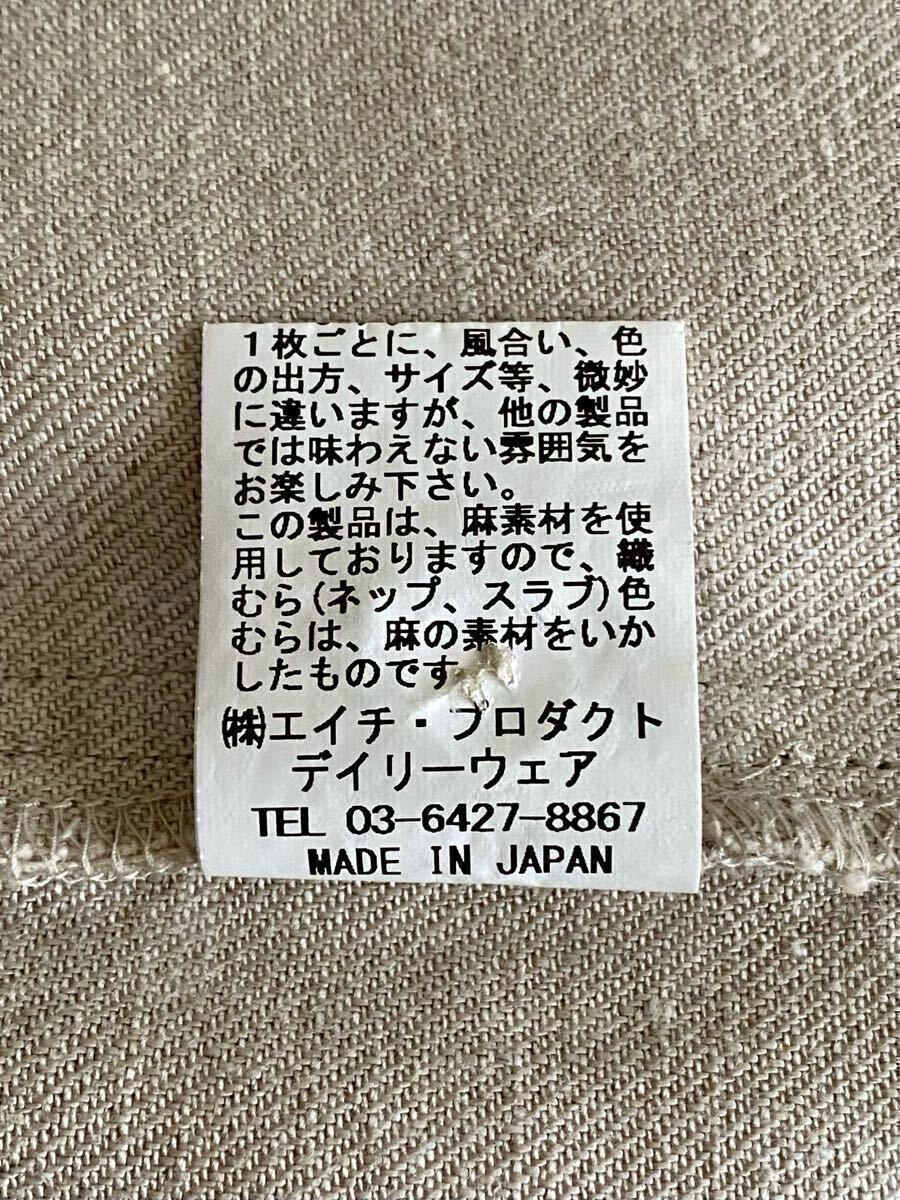 1枚ごとに、風合い、色
の出方、サイズ等、微妙
に違いますが、他の製品
では味わえない雰囲気を
お楽しみ下さい。
この製品は、麻素材を使
用しておりますので、織
むら(ネップ、スラブ)色
むらは、麻の素材をいか
したものです
㈱エイチ・プロダクト
デイリーウェア
TEL 03-6427-8867
MADE IN JAPAN